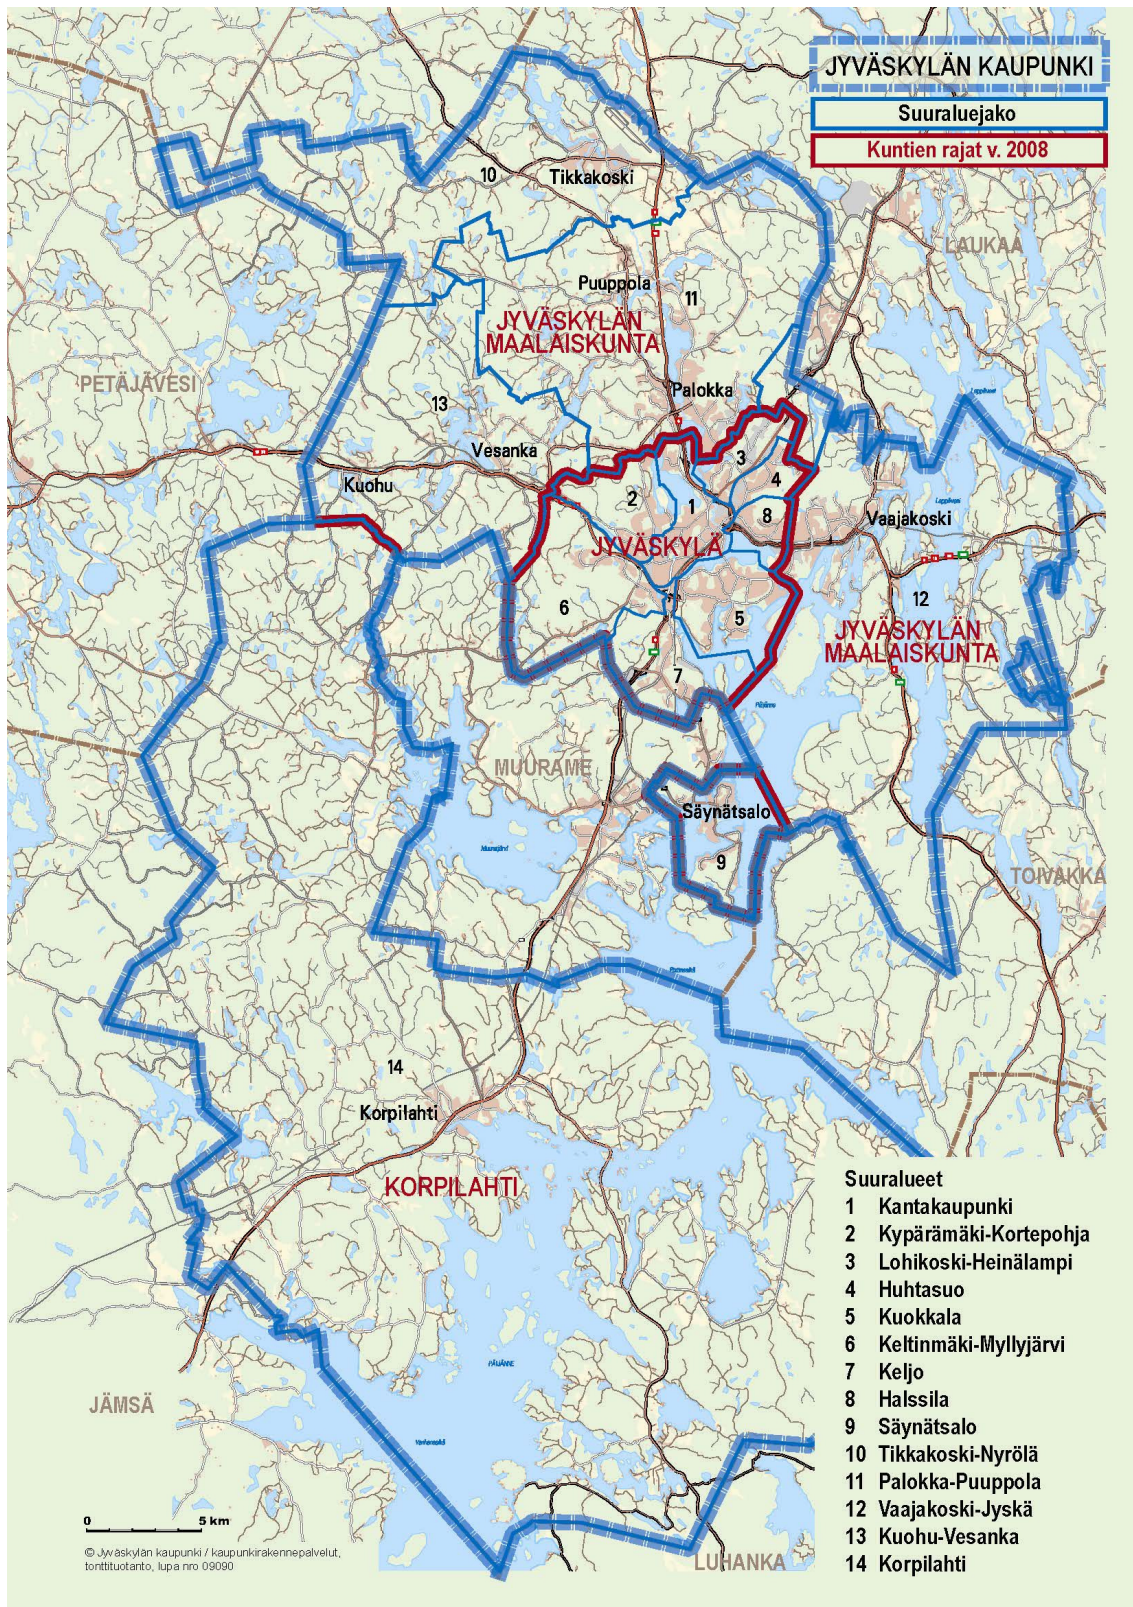 JYVÄSKYLÄN KAUPUNKI
Suuraluejako
Kuntien rajat v. 2008
10
Tikkakoski
LAUKAA
Puuppola
11
JYVÄSKYLÄN
MAALAISKUNTA
PETÄJÄVESI
Palokka
13
Vesanka
3
Kuohu
2
1
4
8
Vaajakoski
JYVÄSKYLÄ
6
5
12
JYVÄSKYLÄN
MAALAISKUNTA
7
MUURAME
Säynätsalo
9
TOIVAKKA
14
Korpilahti
KORPILAHTI
PÄIJÄNNE
JÄMSÄ
LUHANKA
Suuralueet
1 Kantakaupunki
2 Kypärämäki-Kortepohja
3 Lohikoski-Heinälampi
4 Huhtasuo
5 Kuokkala
6 Keltinmäki-Myllyjärvi
7 Keljo
8 Halssila
9 Säynätsalo
10 Tikkakoski-Nyrölä
11 Palokka-Puuppola
12 Vaajakoski-Jyskä
13 Kuohu-Vesanka
14 Korpilahti
0 5 km
© Jyväskylän kaupunki / kaupunkirakennepalvelut,
tonttituotanto, lupa nro 09090